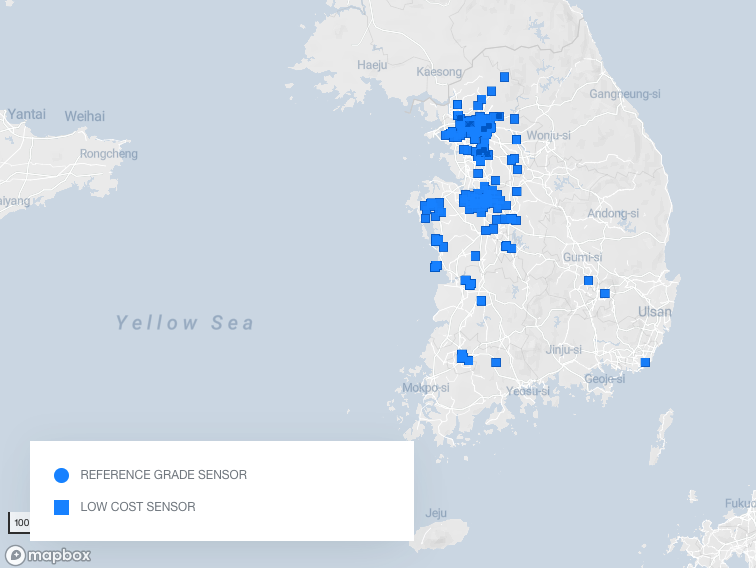 Haeju
Kaesong
Gangneung-si
Yantai
Weihai
Wonju-si
Rongcheng
aiyang
Andong-si
Gumi-si
Yellow Sea
Ulsan
Jinju-si
Mokpo-si
Geoje-si
Yeosu-si
REFERENCE GRADE SENSOR
LOW COST SENSOR
Jeju
Fukuo
100
mapbox